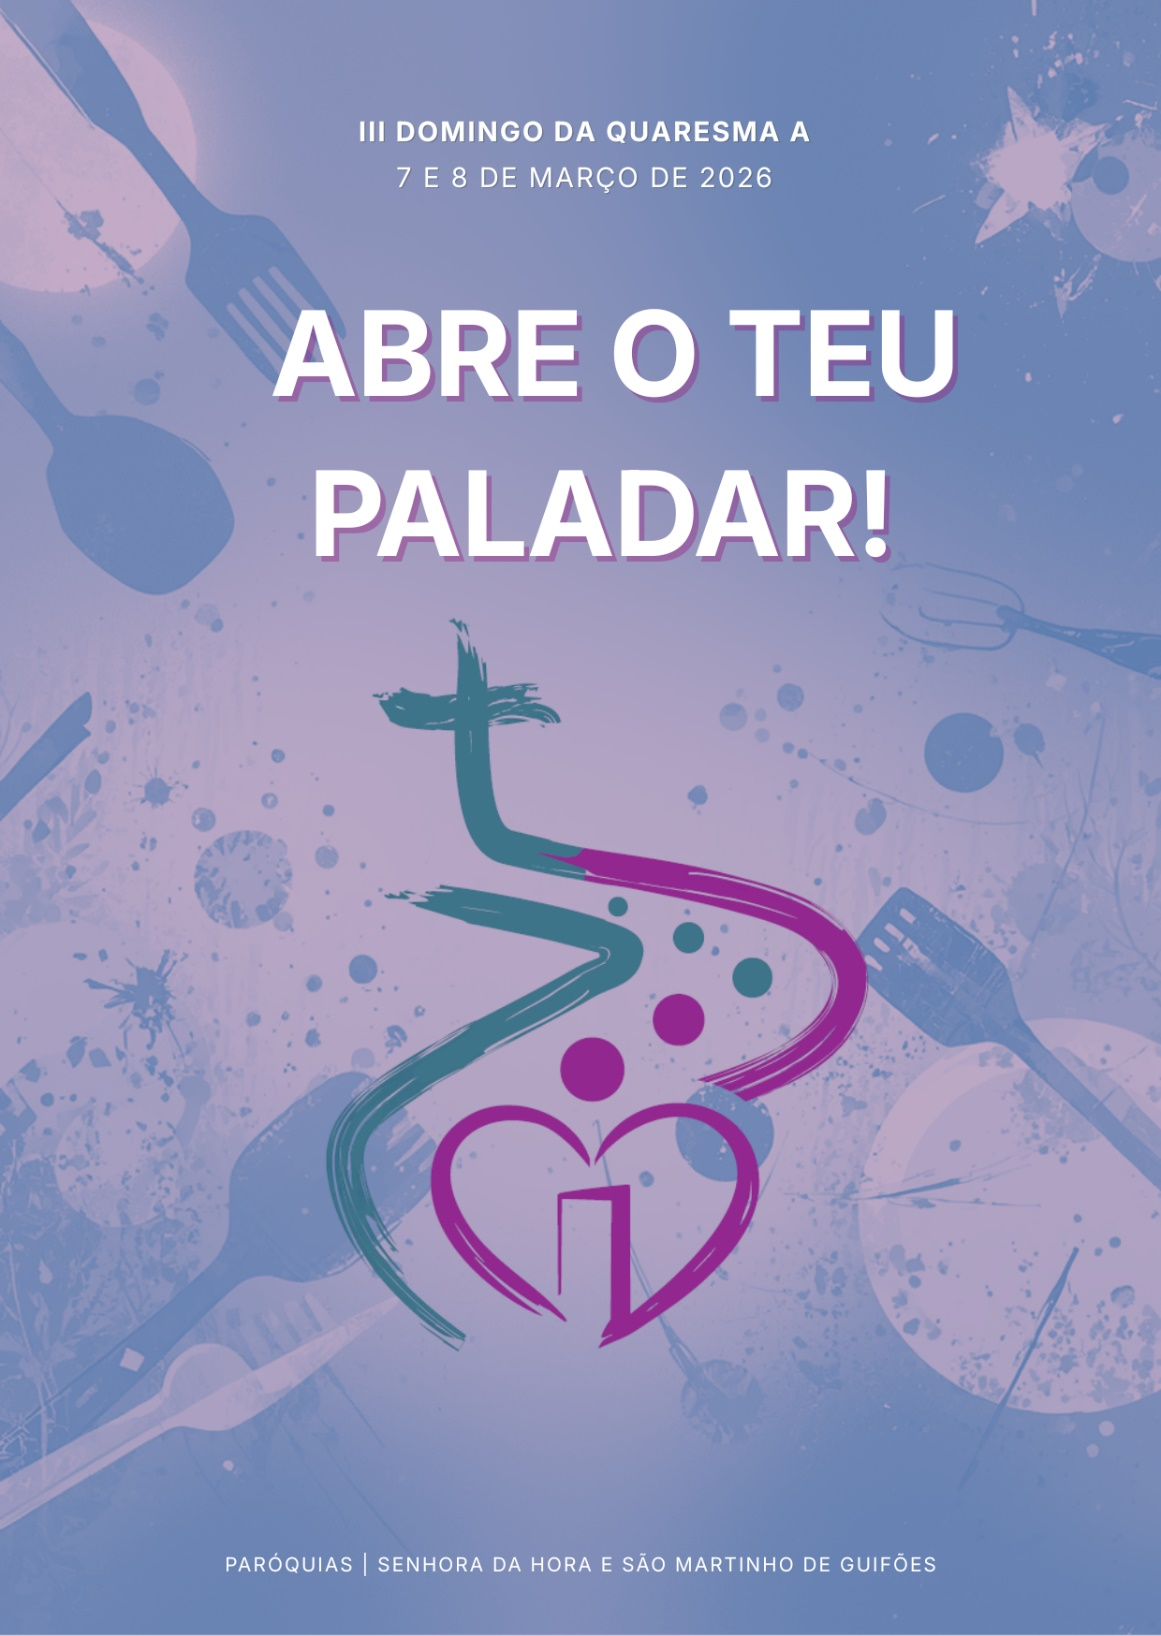 III DOMINGO DA QUARESMA A
7 E 8 DE MARÇO DE 2026
ABRE O TEU
PALADAR!
PARÓQUIAS | SENHORA DA HORA E SÃO MARTINHO DE GUIFÕES